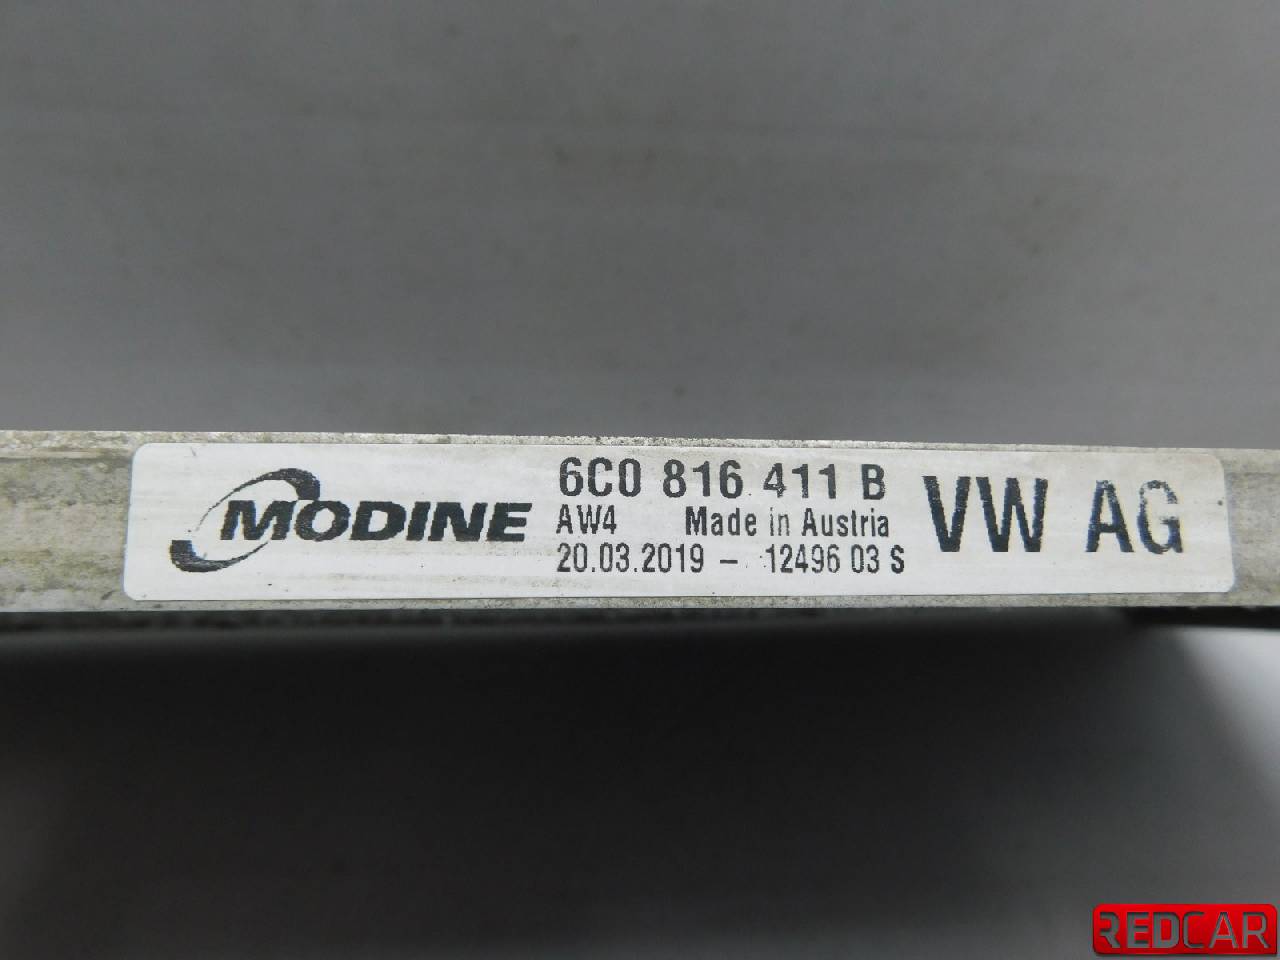 MODINE
6C0 816 411 B
AW4 Made in Austria
20.03.2019 - 12496 03 S
VW AG
REDCAR